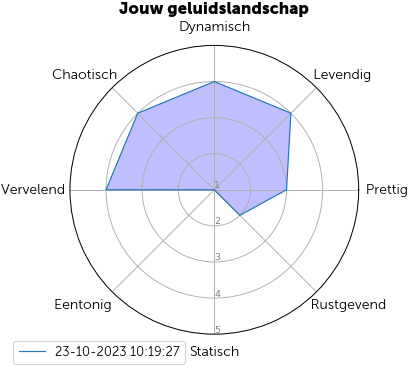 Jouw geluidslandschap
Dynamisch
Chaotisch
Levendig
Vervelend
1
Prettig
2
3
4
Eentonig
Rustgevend
5
23-10-2023 10:19:27
Statisch